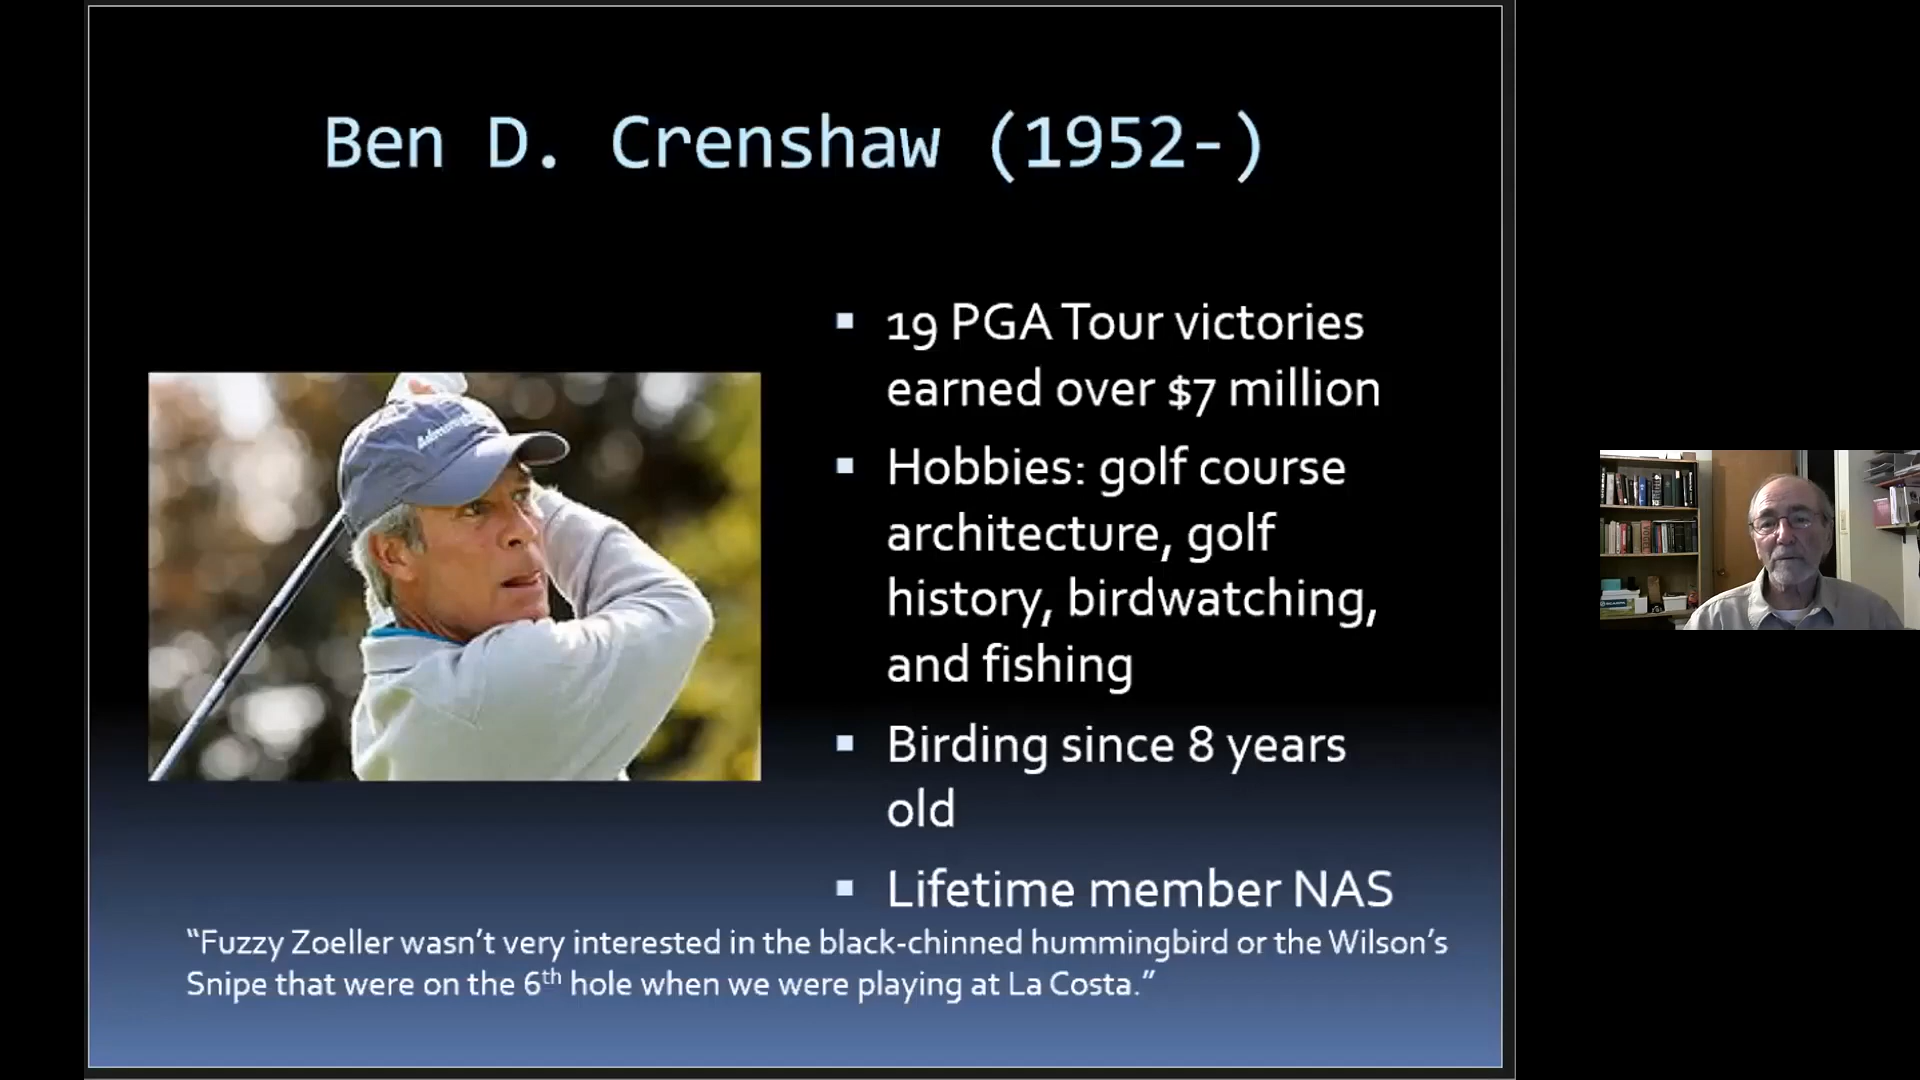 Ben D. Crenshaw (1952-)
19 PGA Tour victories
earned over $7 million
Hobbies: golf course
architecture, golf
history, birdwatching,
and fishing
Birding since 8 years
old
Lifetime member NAS
“Fuzzy Zoeller wasn’t very interested in the black-chinned hummingbird or the Wilson’s
Snipe that were on the 6th hole when we were playing at La Costa.”